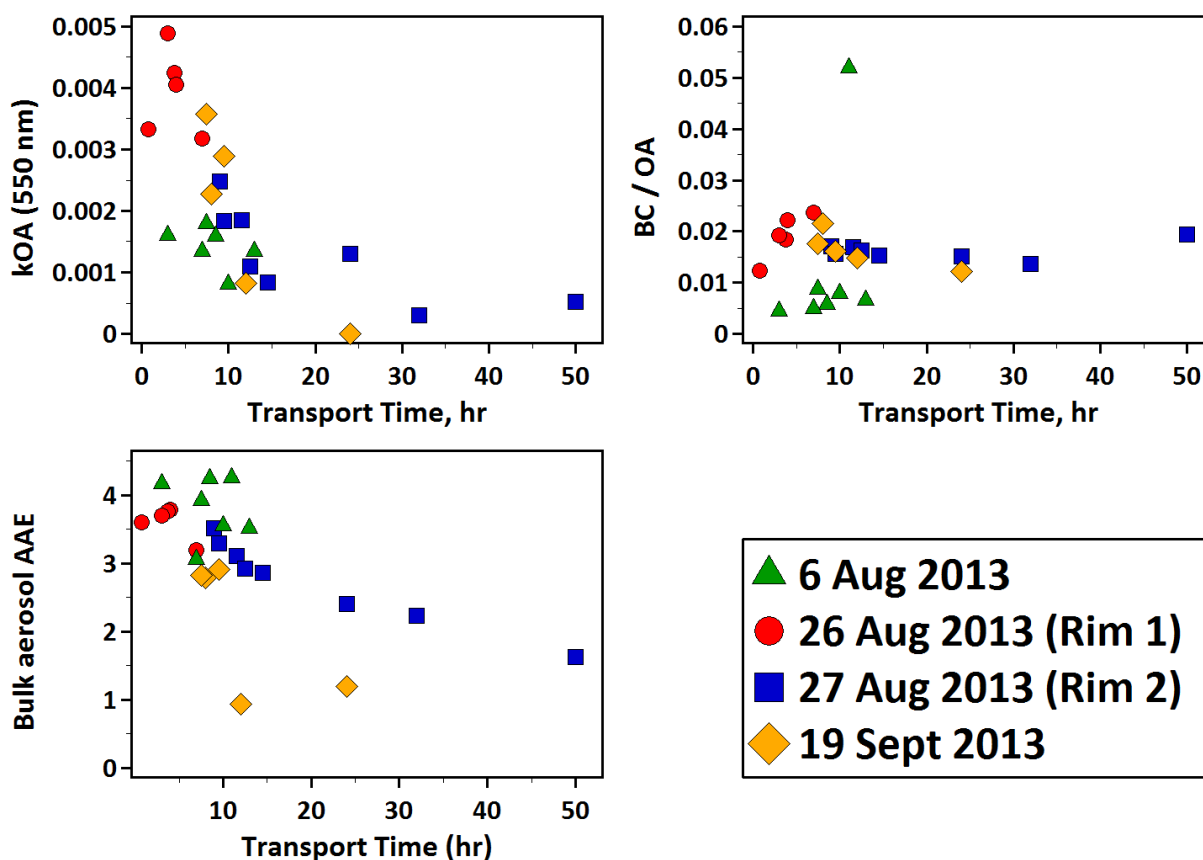 kOA (550 nm)
0.005
0.004
0.003
0.002
0.001
0
0 10 20 30 40 50
Transport Time, hr
BC / OA
0.06
0.05
0.04
0.03
0.02
0.01
0
0 10 20 30 40 50
Transport Time, hr
Bulk aerosol AAE
4
3
2
1
0
10 20 30 40 50
Transport Time (hr)
6 Aug 2013
26 Aug 2013 (Rim 1)
27 Aug 2013 (Rim 2)
19 Sept 2013